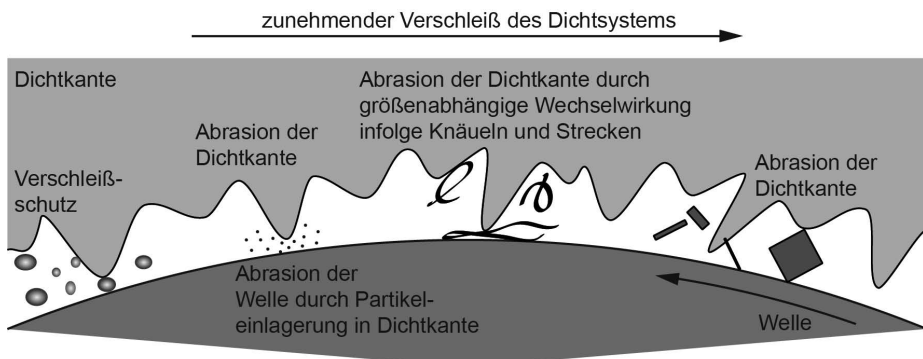 zunehmender Verschleiß des Dichtsystems
Dichtkante
Abrasion der Dichtkante durch
größenabhängige Wechselwirkung
infolge Knäueln und Strecken
Abrasion der
Dichtkante
Abrasion der
Dichtkante
Verschleiß-
schutz
Abrasion der
Welle durch Partikel-
einlagerung in Dichtkante
Welle